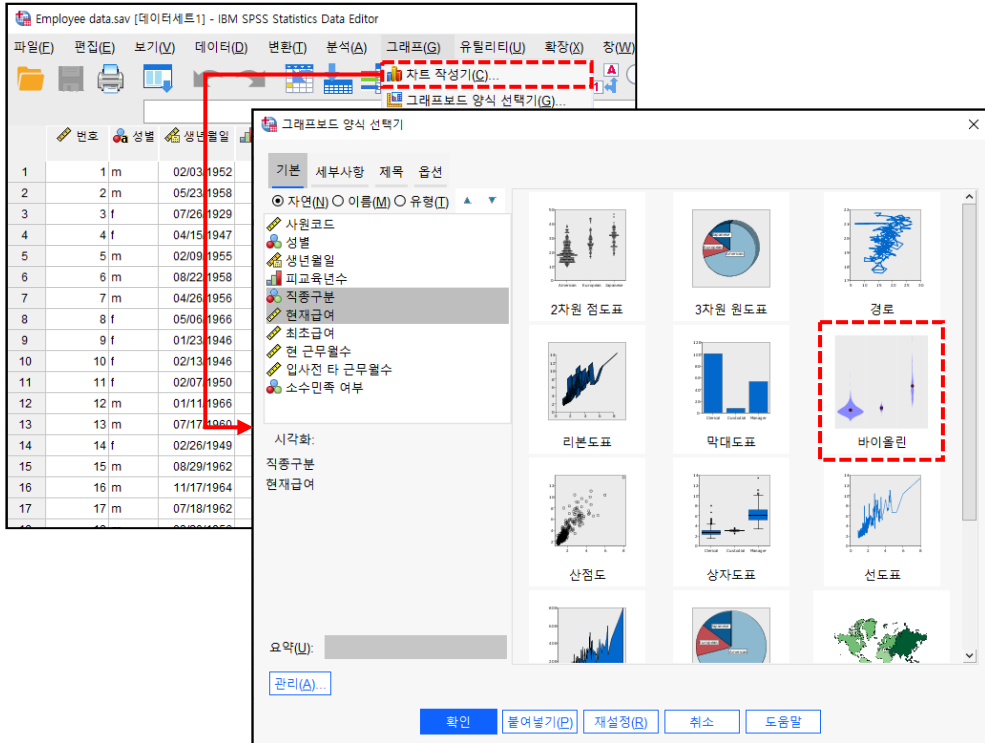 Employee data.sav [데이터세트1] - IBM SPSS Statistics Data Editor
파일(F) 편집(E) 보기(V) 데이터(D) 변환(T) 분석(A) 그래프(G) 유틸리티(U) 확장(X) 창(W)
차트 작성기(C)...
그래프보드 양식 선택기(G)...
번호 성별 생년월일
1 1 m 02/03/1952
2 2 m 05/23/1958
3 3 f 07/26/1929
4 4 f 04/15/1947
5 5 m 02/09/1955
6 6 m 08/22/1958
7 7 m 04/26/1956
8 8 f 05/06/1966
9 9 f 01/23/1946
10 10 f 02/13/1946
11 11 f 02/07/1950
12 12 m 01/11/1966
13 13 m 07/17/1960
14 14 f 02/26/1949
15 15 m 08/29/1962
16 16 m 11/17/1964
17 17 m 07/18/1962
그래프보드 양식 선택기
기본 세부사항 제목 옵션
자연(N) 이름(M) 유형(T)
사원코드
성별
생년월일
피교육년수
직종구분
현재급여
최초급여
현 근무월수
입사전 타 근무월수
소수민족 여부
시각화:
직종구분
현재급여
요약(U):
관리(A)...
American European Japanese
2차원 점도표 3차원 원도표 경로
Clerical Custodial Manager
리본도표 막대도표 바이올린
Clerical Custodial Manager
산점도 상자도표 선도표
확인 붙여넣기(P) 재설정(R) 취소 도움말